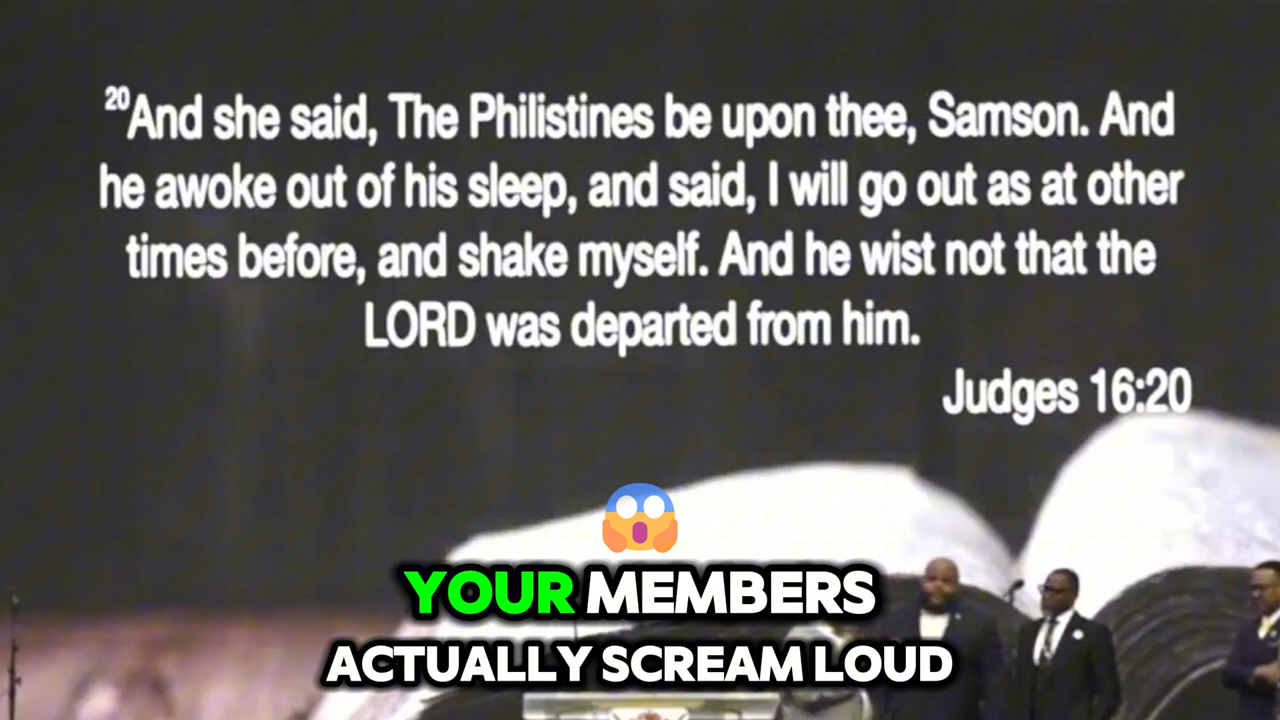 20And she said, The Philistines be upon thee, Samson. And
he awoke out of his sleep, and said, I will go out as at other
times before, and shake myself. And he wist not that the
LORD was departed from him.
Judges 16:20
YOUR MEMBERS
ACTUALLY SCREAM LOUD